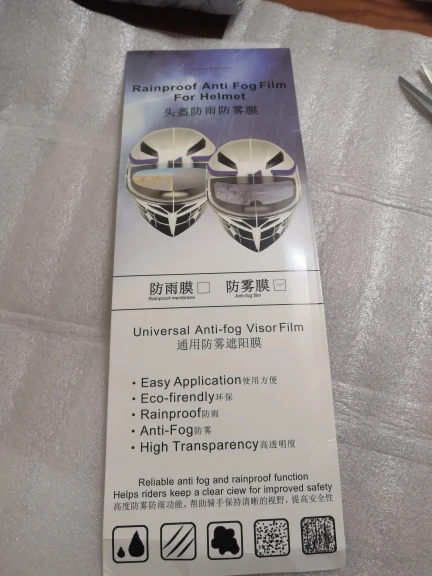 Rainproof Anti Fog Film
For Helmet
头盔防雨防雾膜
防雨膜 防雾膜
Rainproof membrane Anti-fog film
Universal Anti-fog Visor Film
通用防雾遮阳膜
• Easy Application使用方便
• Eco-firendly环保
• Rainproof防雨
• Anti-Fog防雾
• High Transparency高透明度
Reliable anti fog and rainproof function
Helps riders keep a clear ciew for improved safety
高度防雾防雨功能，帮助骑手保持清晰的视野，提高安全性